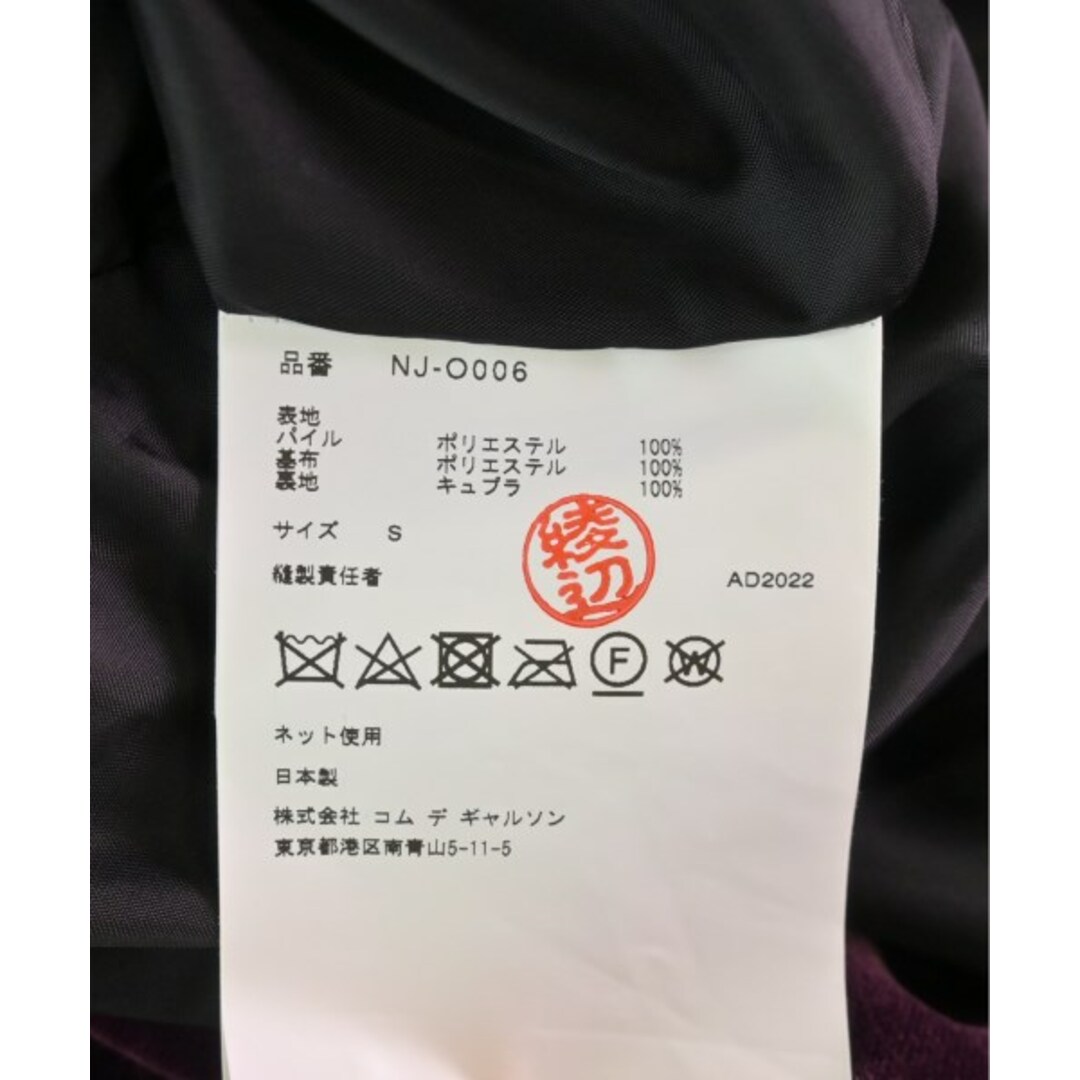 品番 NJ-O006
表地
パイル ポリエステル 100%
基布 ポリエステル 100%
裏地 キュプラ 100%
サイズ S
綾辺
縫製責任者 AD2022
F W
ネット使用
日本製
株式会社 コム デ ギャルソン
東京都港区南青山5-11-5